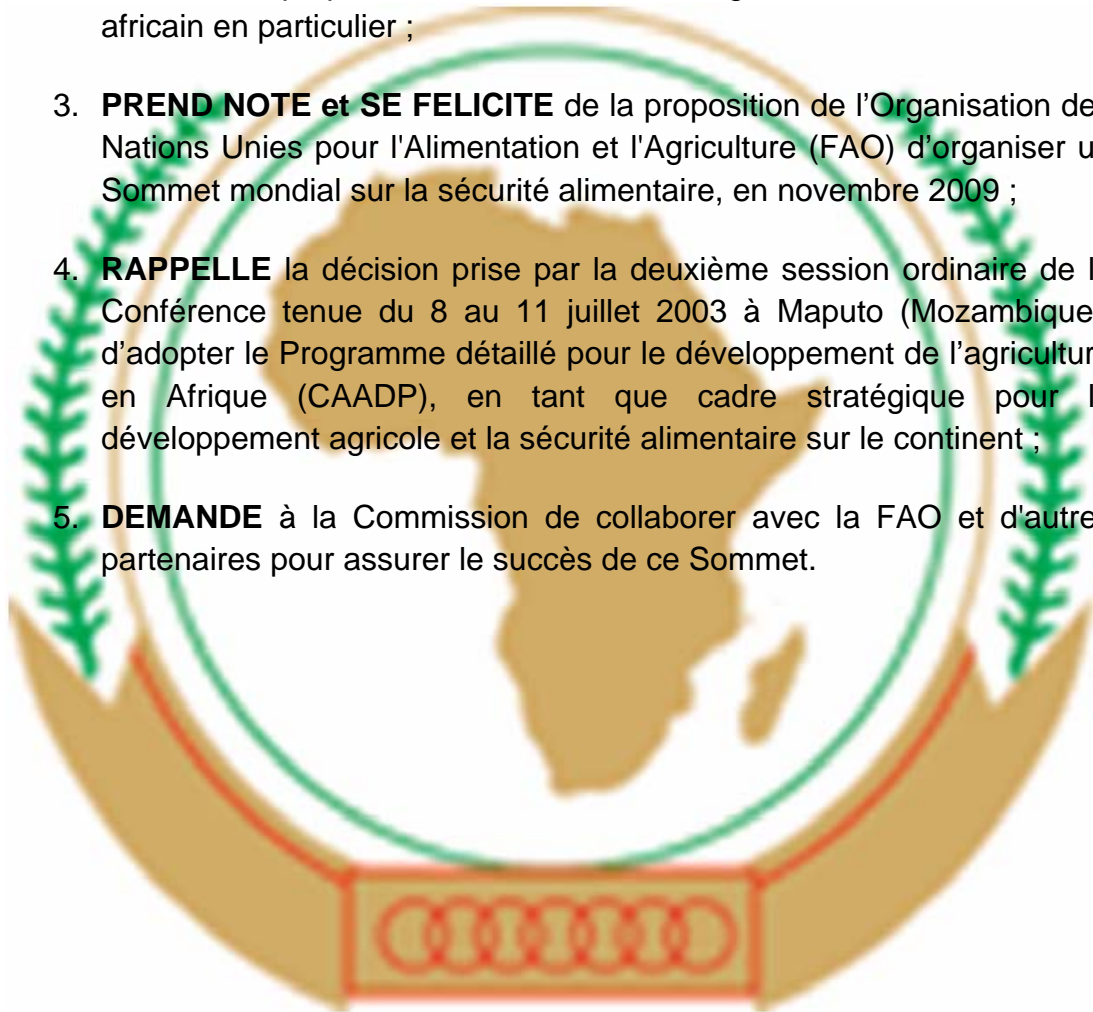 africain en particulier ;
3. PREND NOTE et SE FELICITE de la proposition de l’Organisation de
Nations Unies pour l'Alimentation et l'Agriculture (FAO) d’organiser u
Sommet mondial sur la sécurité alimentaire, en novembre 2009 ;
4. RAPPELLE la décision prise par la deuxième session ordinaire de l
Conférence tenue du 8 au 11 juillet 2003 à Maputo (Mozambique
d’adopter le Programme détaillé pour le développement de l’agricultur
en Afrique (CAADP), en tant que cadre stratégique pour l
développement agricole et la sécurité alimentaire sur le continent ;
5. DEMANDE à la Commission de collaborer avec la FAO et d'autre
partenaires pour assurer le succès de ce Sommet.